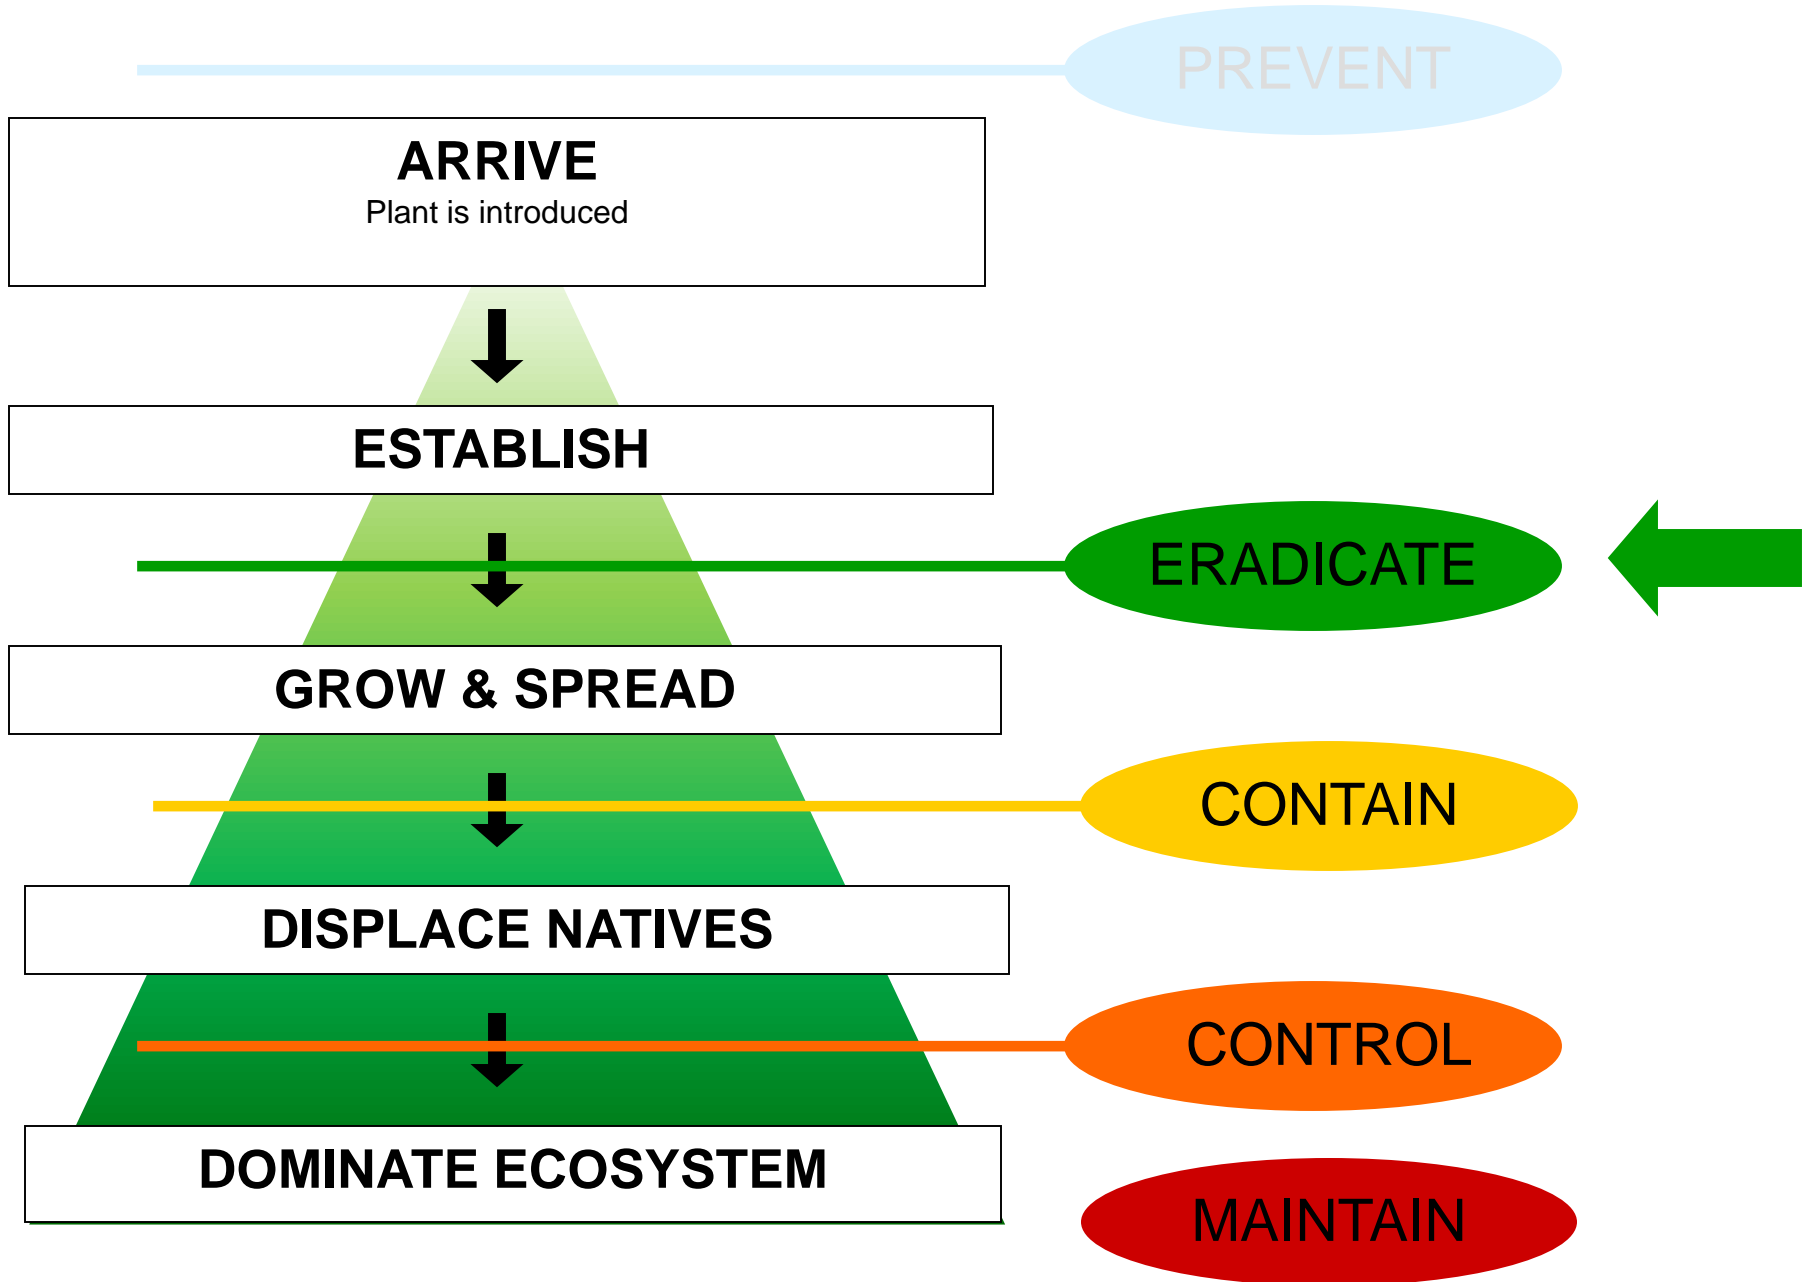 PREVENT
ARRIVE
Plant is introduced
ESTABLISH
ERADICATE
GROW & SPREAD
CONTAIN
DISPLACE NATIVES
CONTROL
DOMINATE ECOSYSTEM
MAINTAIN